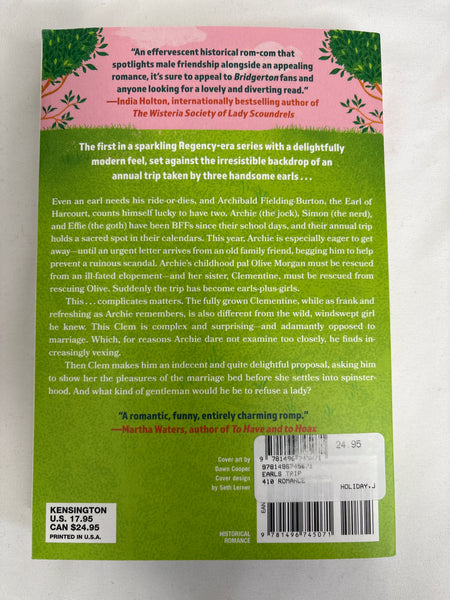 "An effervescent historical rom-com that
spotlights male friendship alongside an appealing
romance, it's sure to appeal to Bridgerton fans and
anyone looking for a lovely and diverting read."
—India Holton, internationally bestselling author of
The Wisteria Society of Lady Scoundrels
The first in a sparkling Regency-era series with a delightfully
modern feel, set against the irresistible backdrop of an
annual trip taken by three handsome earls . . .
Even an earl needs his ride-or-dies, and Archibald Fielding-Burton, the Earl of
Harcourt, counts himself lucky to have two. Archie (the jock), Simon (the nerd),
and Effie (the goth) have been BFFs since their school days, and their annual trip
holds a sacred spot in their calendars. This year, Archie is especially eager to get
away—until an urgent letter arrives from an old family friend, begging him to help
prevent a ruinous scandal. Archie's childhood pal Olive Morgan must be rescued
from an ill-fated elopement—and her sister, Clementine, must be rescued from
rescuing Olive. Suddenly the trip has become earls-plus-girls.
This . . . complicates matters. The fully grown Clementine, while as frank and
refreshing as Archie remembers, is also different from the wild, windswept girl
he knew. This Clem is complex and surprising—and adamantly opposed to
marriage. Which, for reasons Archie dare not examine too closely, he finds in-
creasingly vexing.
Then Clem makes him an indecent and quite delightful proposal, asking him
to show her the pleasures of the marriage bed before she settles into spinster-
hood. And what kind of gentleman would he be to refuse a lady?
"A romantic, funny, entirely charming romp."
—Martha Waters, author of To Have and to Hoax
Cover art by
Dawn Cooper
Cover design
by Seth Lerner
24.95
EARLS TRIP
410 ROMANCE
HOLIDAY.J
KENSINGTON
U.S. 17.95
CAN $24.95
PRINTED IN U.S.A.
HISTORICAL
ROMANCE
EAN
9 781496 745071